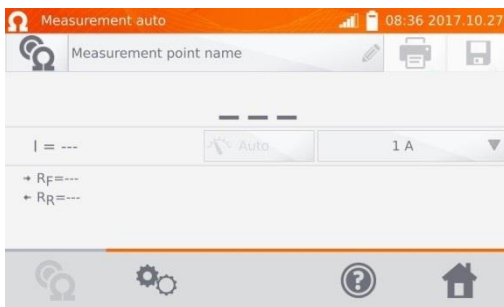 Ω Measurement auto 08:36 2017.10.27
Measurement point name
---
I = --- Auto 1 A
→ RF=---
← RR=---
?